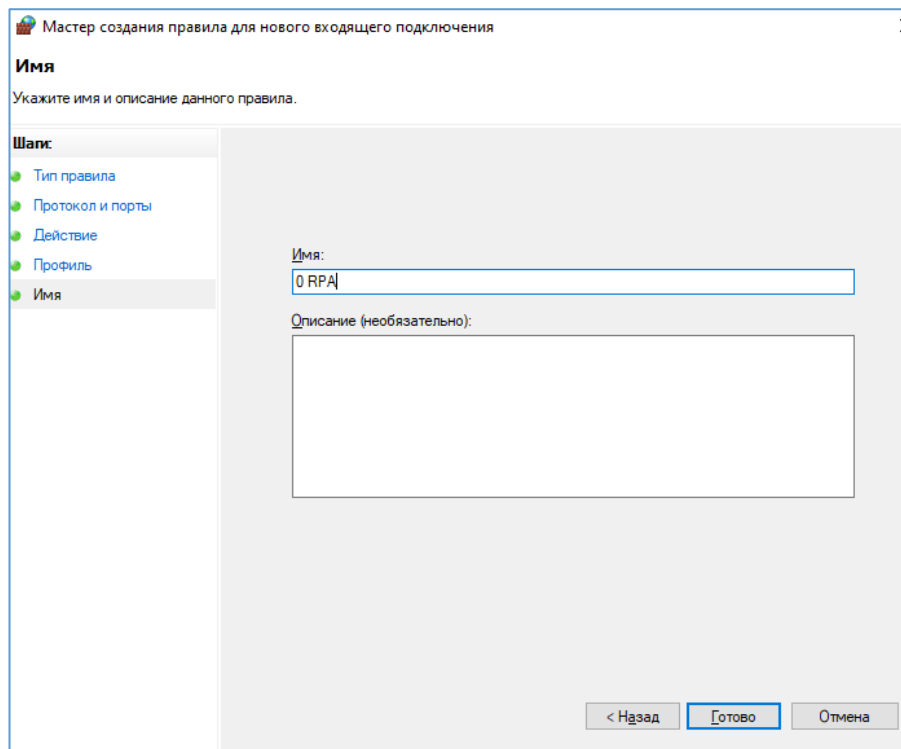 Мастер создания правила для нового входящего подключения
Имя
Укажите имя и описание данного правила.
Шаги:
Тип правила
Протокол и порты
Действие
Профиль
Имя
Имя:
0 RPA
Описание (необязательно):
< Назад
Готово
Отмена